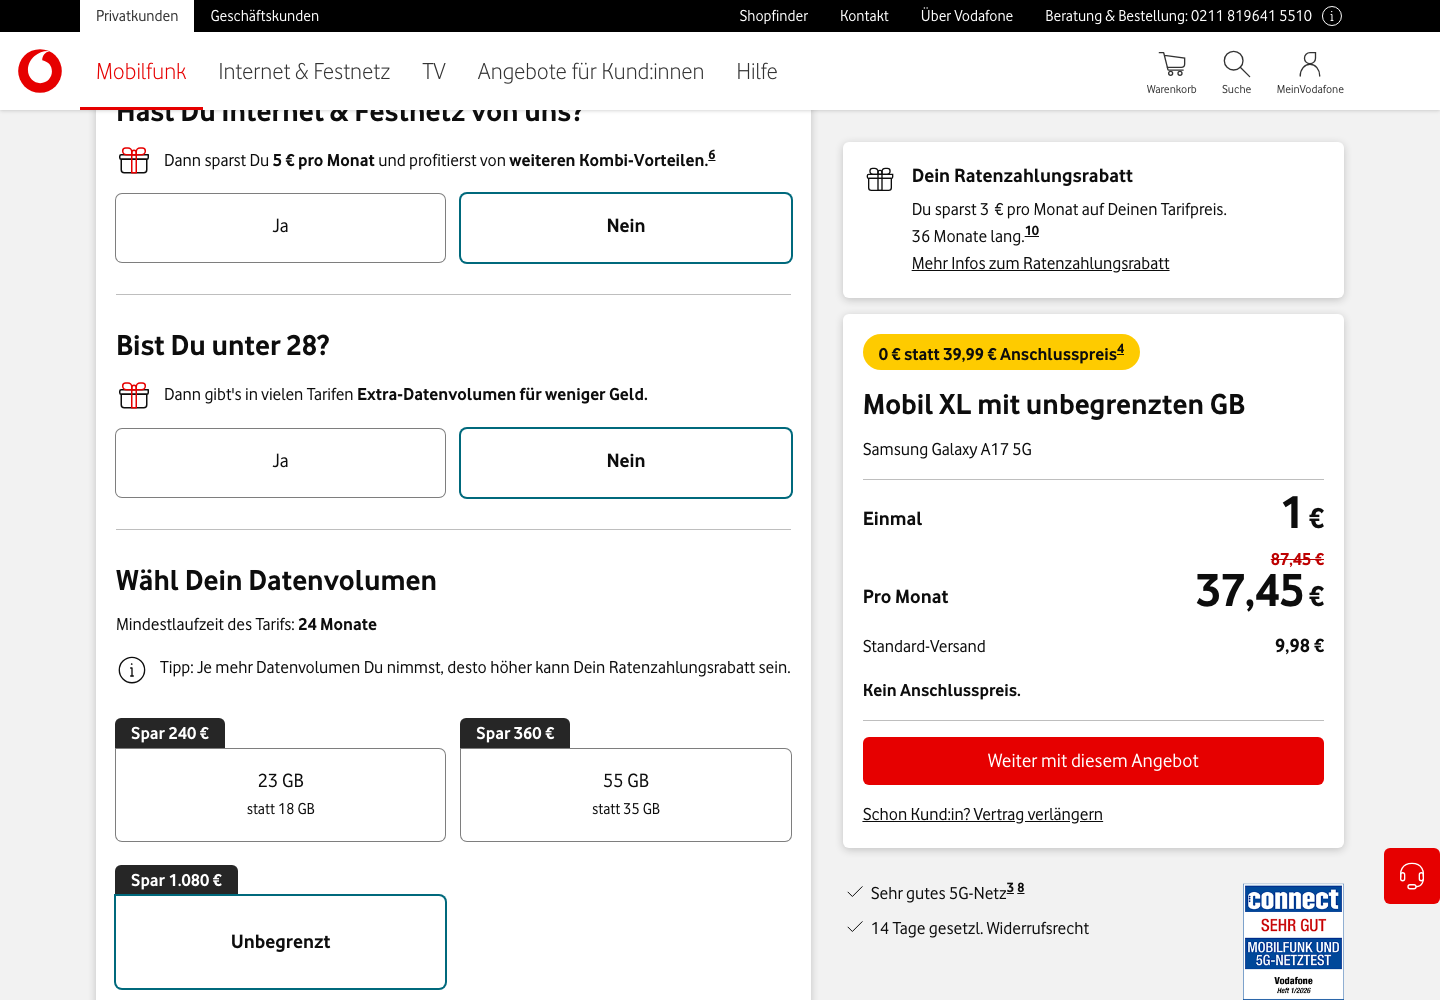 Privatkunden
Geschäftskunden
Shopfinder
Kontakt
Über Vodafone
Beratung & Bestellung: 0211 819641 5510
Mobilfunk
Internet & Festnetz
TV
Angebote für Kund:innen
Hilfe
Warenkorb
Suche
MeinVodafone
Hast Du Internet & Festnetz von uns?
Dann sparst Du 5 € pro Monat und profitierst von weiteren Kombi-Vorteilen.6
Ja
Nein
Bist Du unter 28?
Dann gibt's in vielen Tarifen Extra-Datenvolumen für weniger Geld.
Ja
Nein
Wähl Dein Datenvolumen
Mindestlaufzeit des Tarifs: 24 Monate
Tipp: Je mehr Datenvolumen Du nimmst, desto höher kann Dein Ratenzahlungsrabatt sein.
Spar 240 €
23 GB
statt 18 GB
Spar 360 €
55 GB
statt 35 GB
Spar 1.080 €
Unbegrenzt
Dein Ratenzahlungsrabatt
Du sparst 3 € pro Monat auf Deinen Tarifpreis.
36 Monate lang.10
Mehr Infos zum Ratenzahlungsrabatt
0 € statt 39,99 € Anschlusspreis4
Mobil XL mit unbegrenzten GB
Samsung Galaxy A17 5G
Einmal
1 €
87,45 €
Pro Monat
37,45 €
Standard-Versand
9,98 €
Kein Anschlusspreis.
Weiter mit diesem Angebot
Schon Kund:in? Vertrag verlängern
Sehr gutes 5G-Netz3 8
14 Tage gesetzl. Widerrufsrecht
connect
SEHR GUT
MOBILFUNK UND
5G-NETZTEST
Vodafone
Heft 1/2026